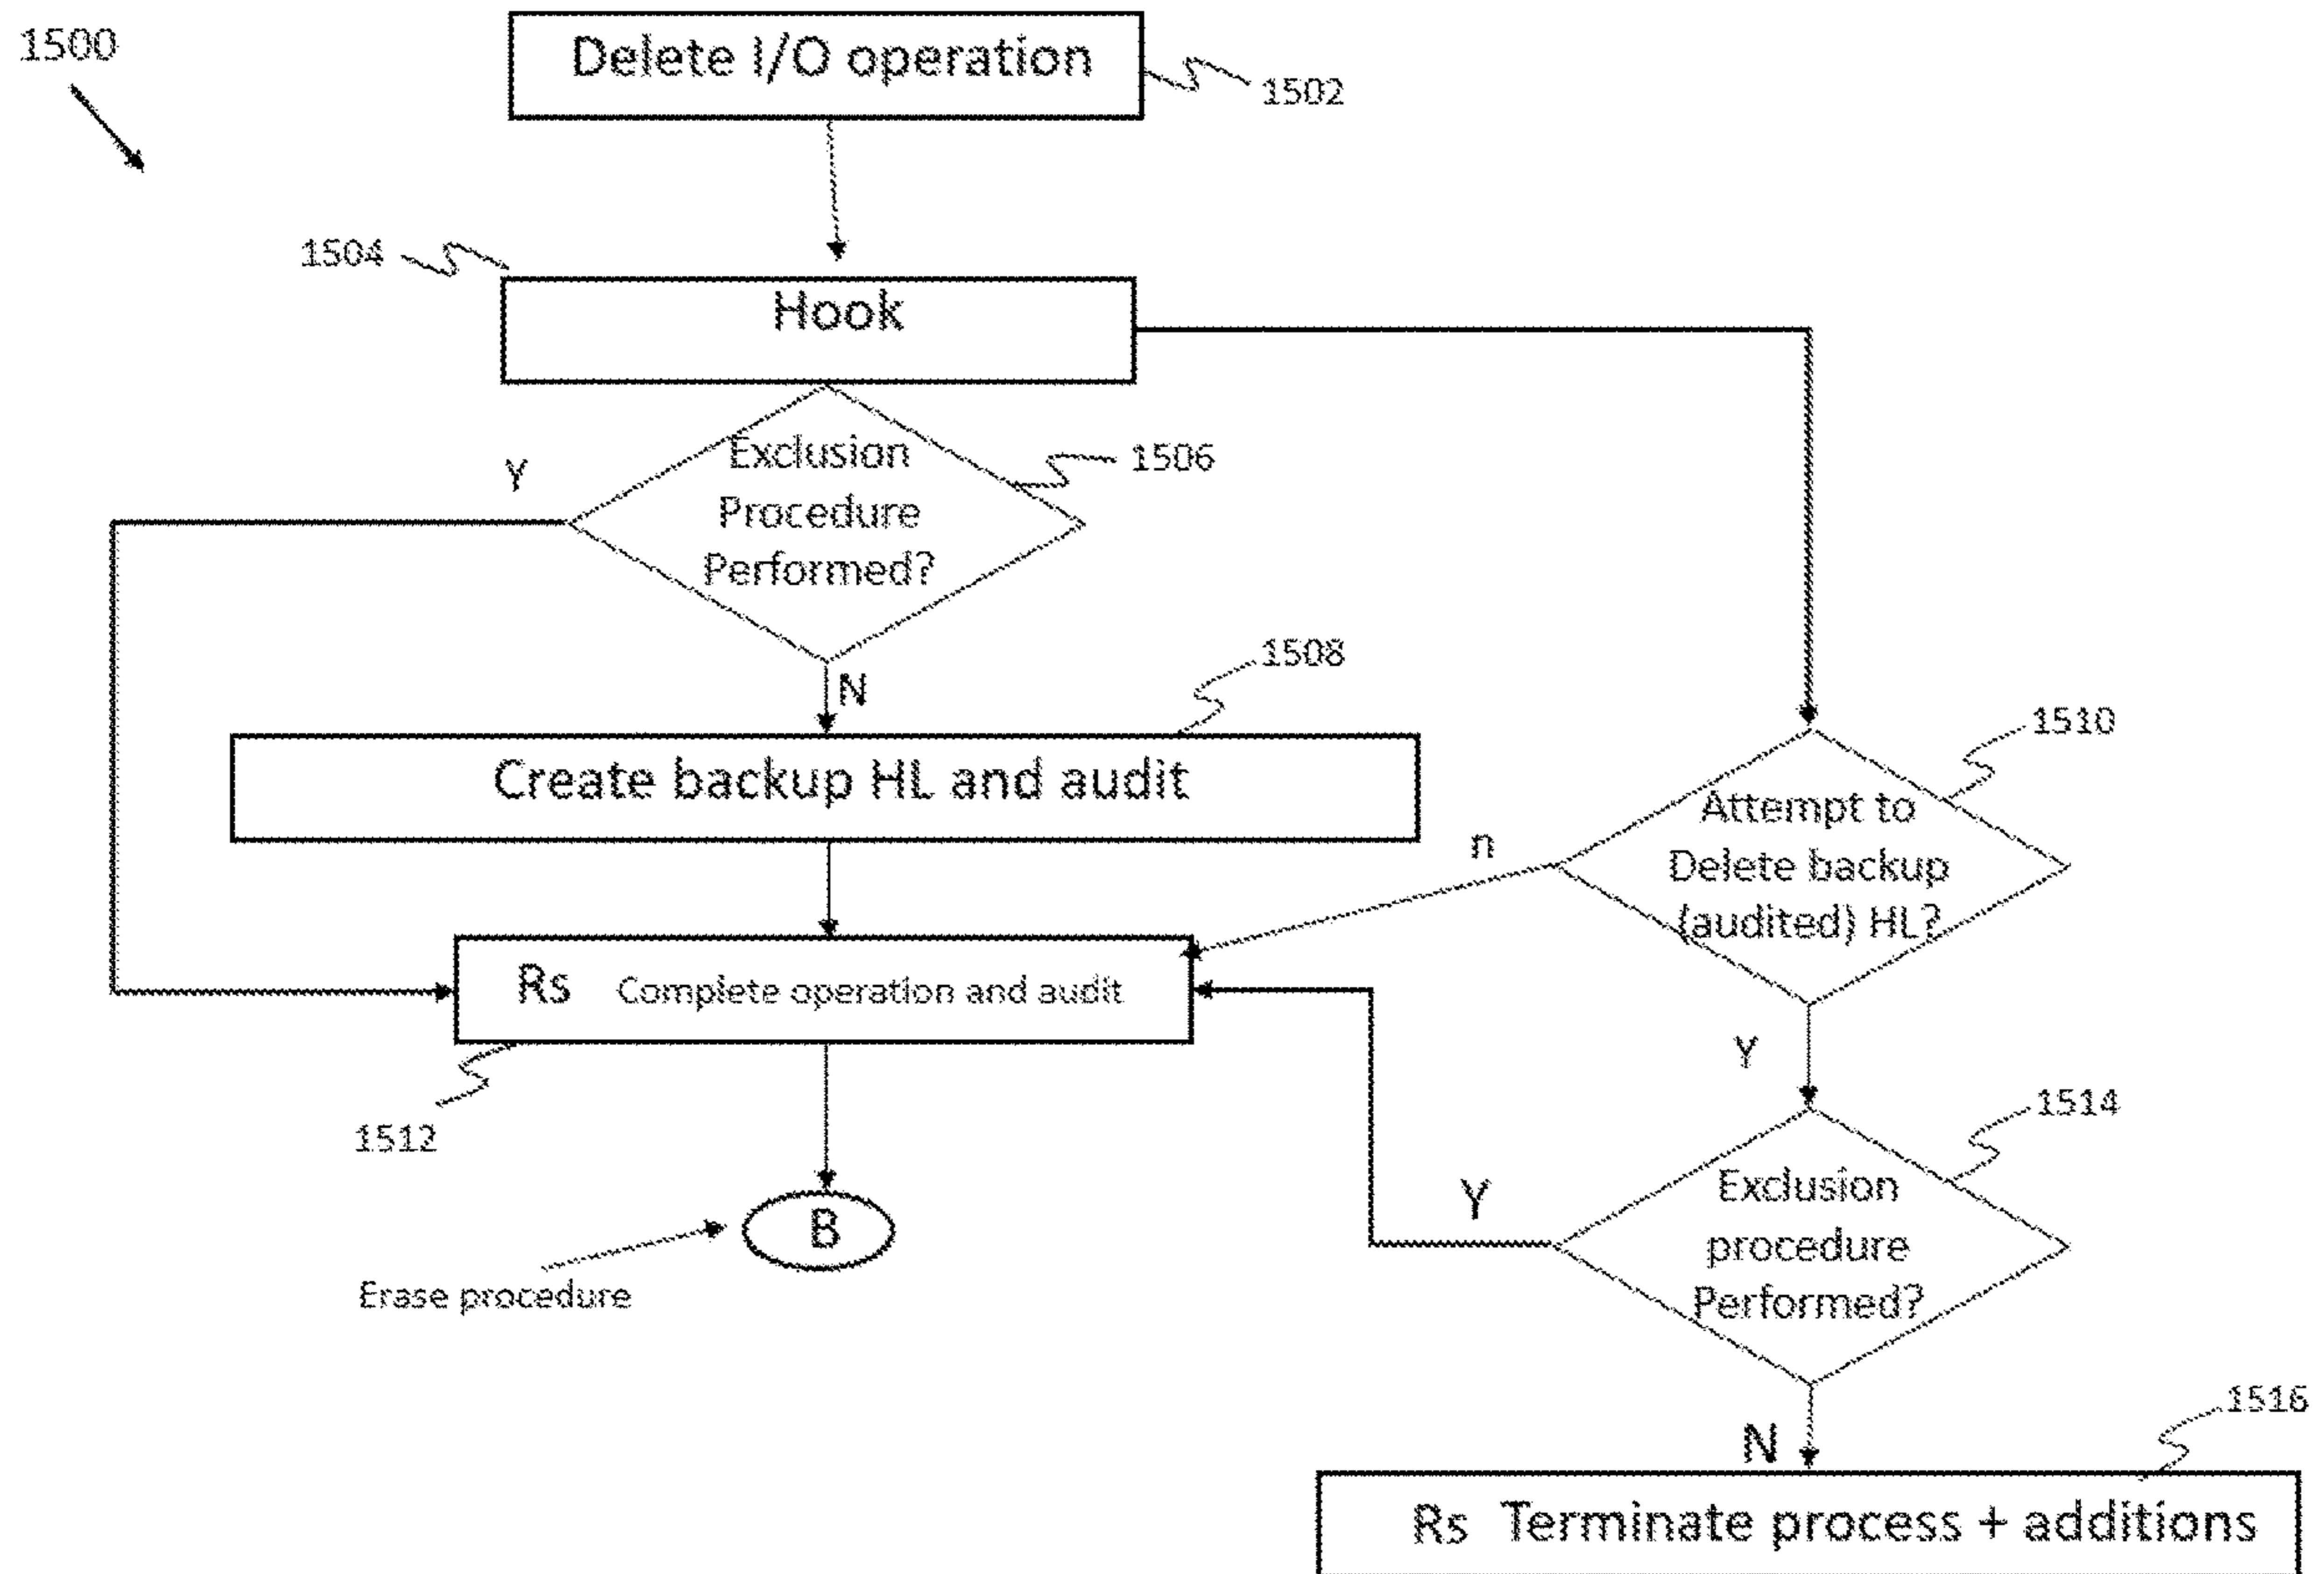 1500
Delete I/O operation
1502
1504
Hook
Exclusion
Procedure
Performed?
1506
Y
N
1508
Create backup HL and audit
1510
Attempt to
Delete backup
(audited) HL?
n
Rs Complete operation and audit
1512
Y
1514
Exclusion
procedure
Performed?
Y
B
Erase procedure
N
1516
Rs Terminate process + additions